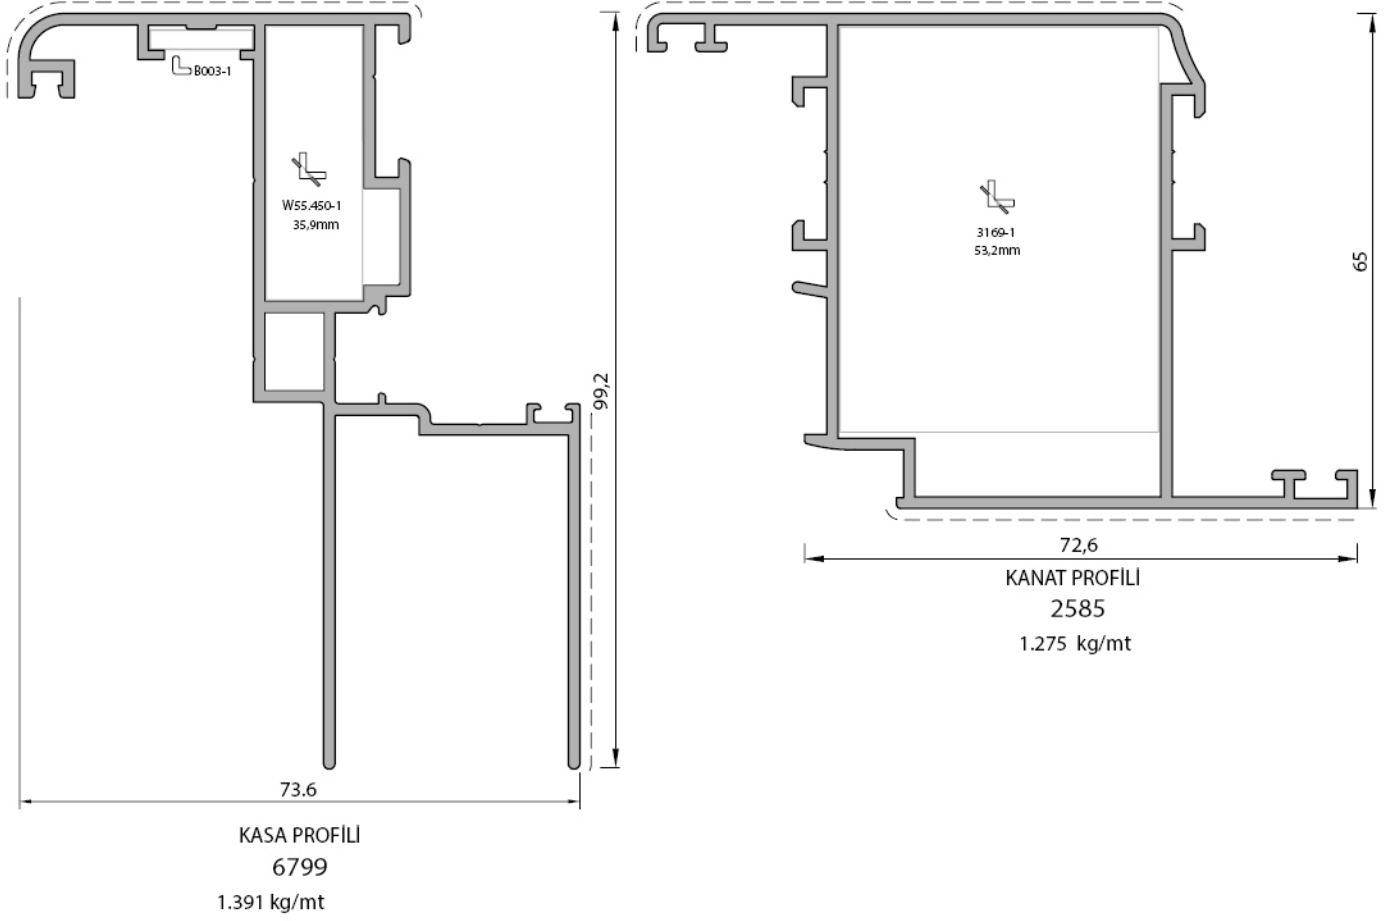 B003-1
W55.450-1
35,9mm
99,2
73.6
KASA PROFİLİ
6799
1.391 kg/mt
3169-1
53,2mm
65
72,6
KANAT PROFİLİ
2585
1.275 kg/mt